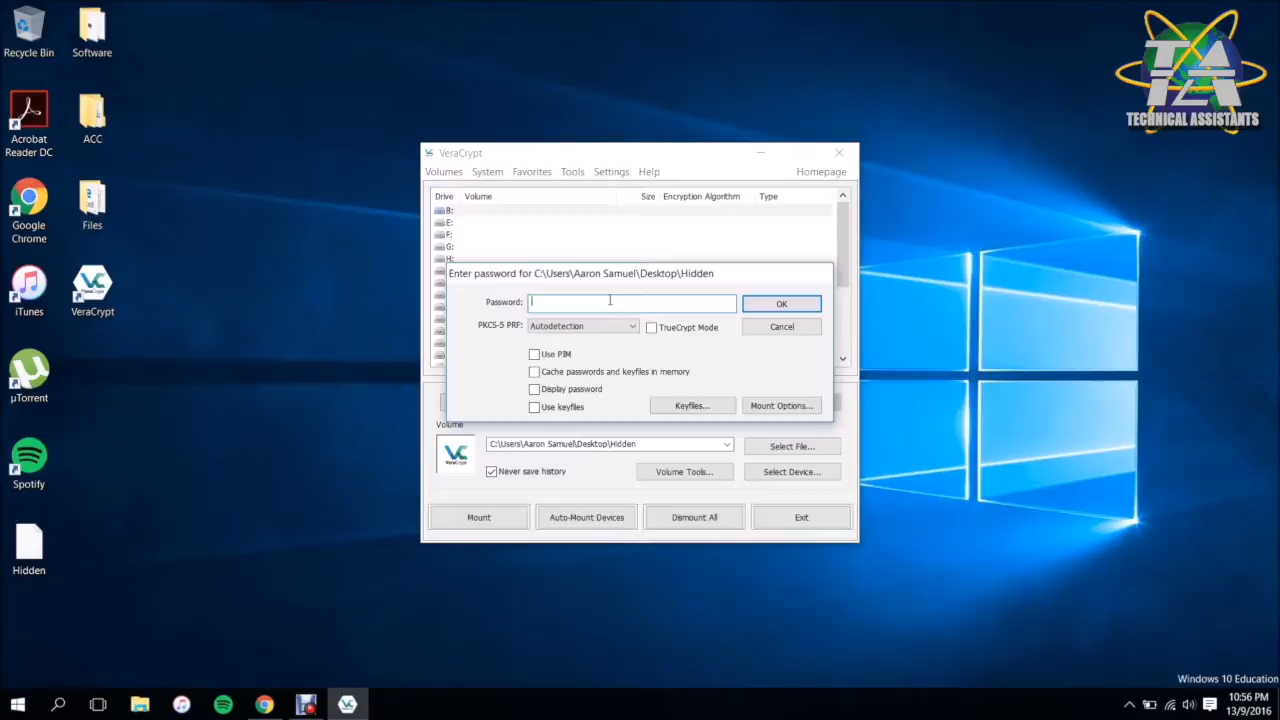 Recycle Bin
Software
Acrobat
Reader DC
ACC
Google
Chrome
Files
iTunes
VeraCrypt
µTorrent
Spotify
Hidden
TA
TECHNICAL ASSISTANTS
VeraCrypt
Volumes System Favorites Tools Settings Help Homepage
Drive Volume Size Encryption Algorithm Type
B:
E:
F:
G:
H:
Enter password for C:\Users\Aaron Samuel\Desktop\Hidden
Password: OK
PKCS-5 PRF: Autodetection TrueCrypt Mode Cancel
Use PIM
Cache passwords and keyfiles in memory
Display password
Use keyfiles Keyfiles... Mount Options...
Volume
VeraCrypt
C:\Users\Aaron Samuel\Desktop\Hidden Select File...
Never save history Volume Tools... Select Device...
Mount Auto-Mount Devices Dismount All Exit
Windows 10 Education
10:56 PM
13/9/2016